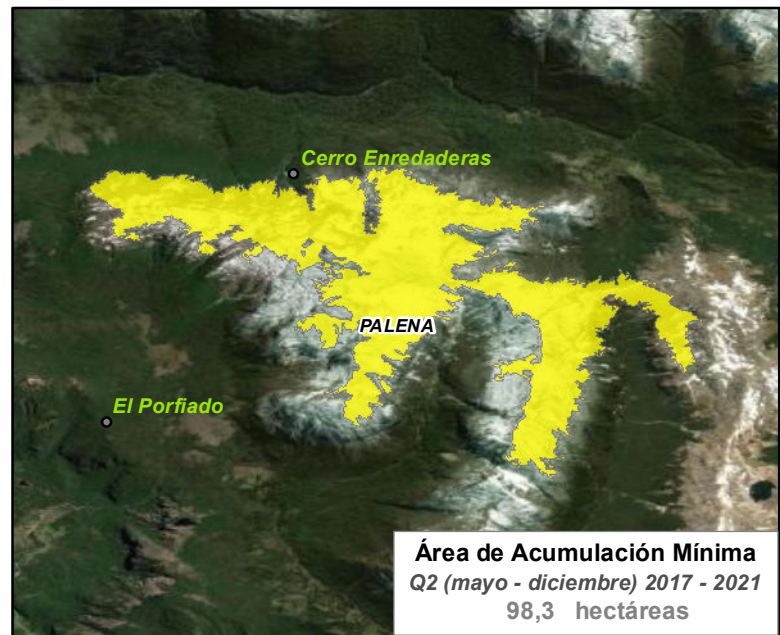 Cerro Enredaderas
PALENA
El Porfiado
Área de Acumulación Mínima
Q2 (mayo - diciembre) 2017 - 2021
98,3 hectáreas